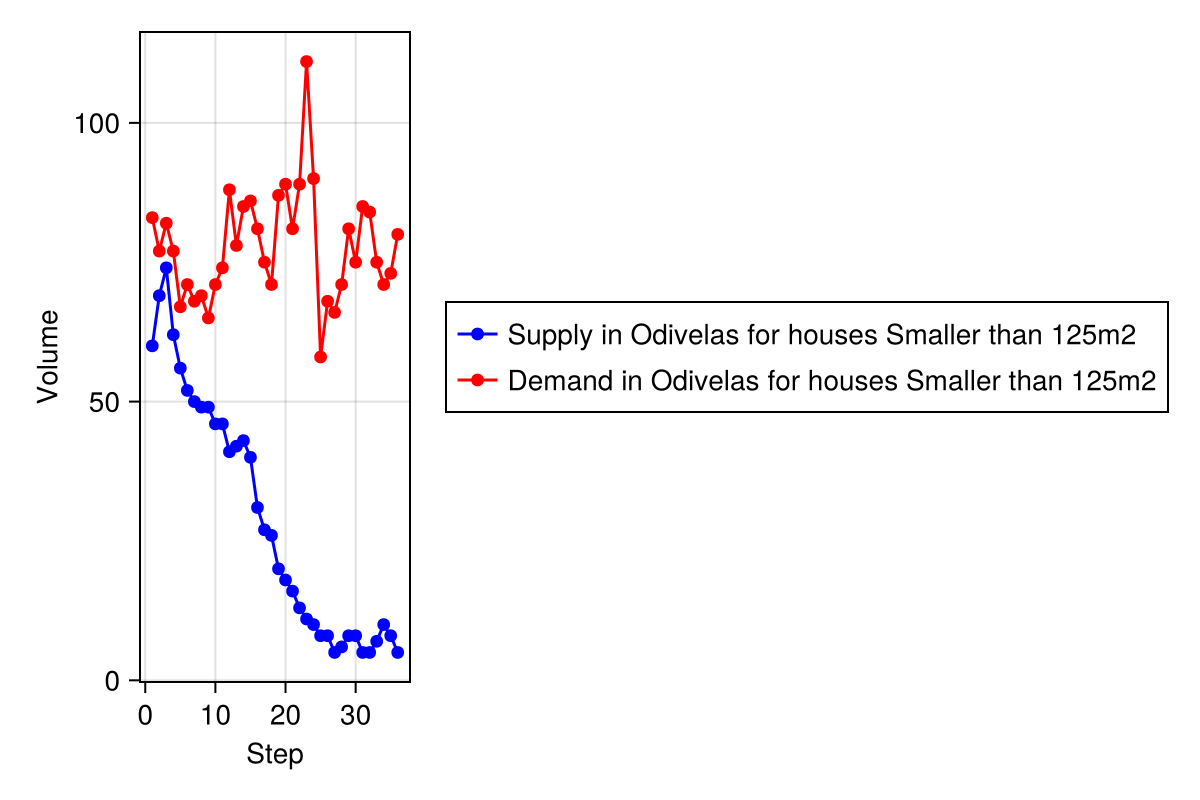 100
50
0
Volume
0 10 20 30
Step
Supply in Odivelas for houses Smaller than 125m2
Demand in Odivelas for houses Smaller than 125m2